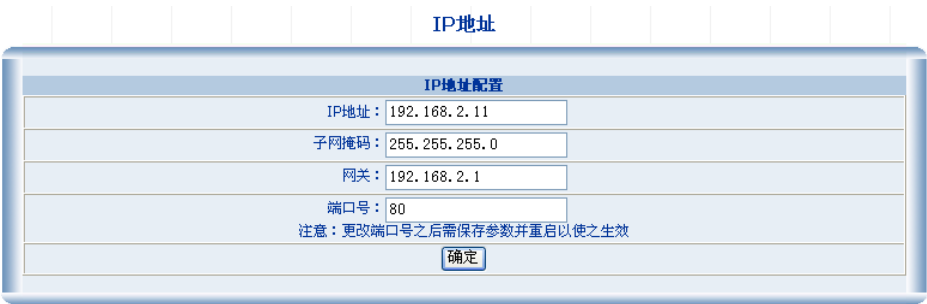 IP地址
IP地址配置
IP地址：192.168.2.11
子网掩码：255.255.255.0
网关：192.168.2.1
端口号：80
注意：更改端口号之后需保存参数并重启以使之生效
确定